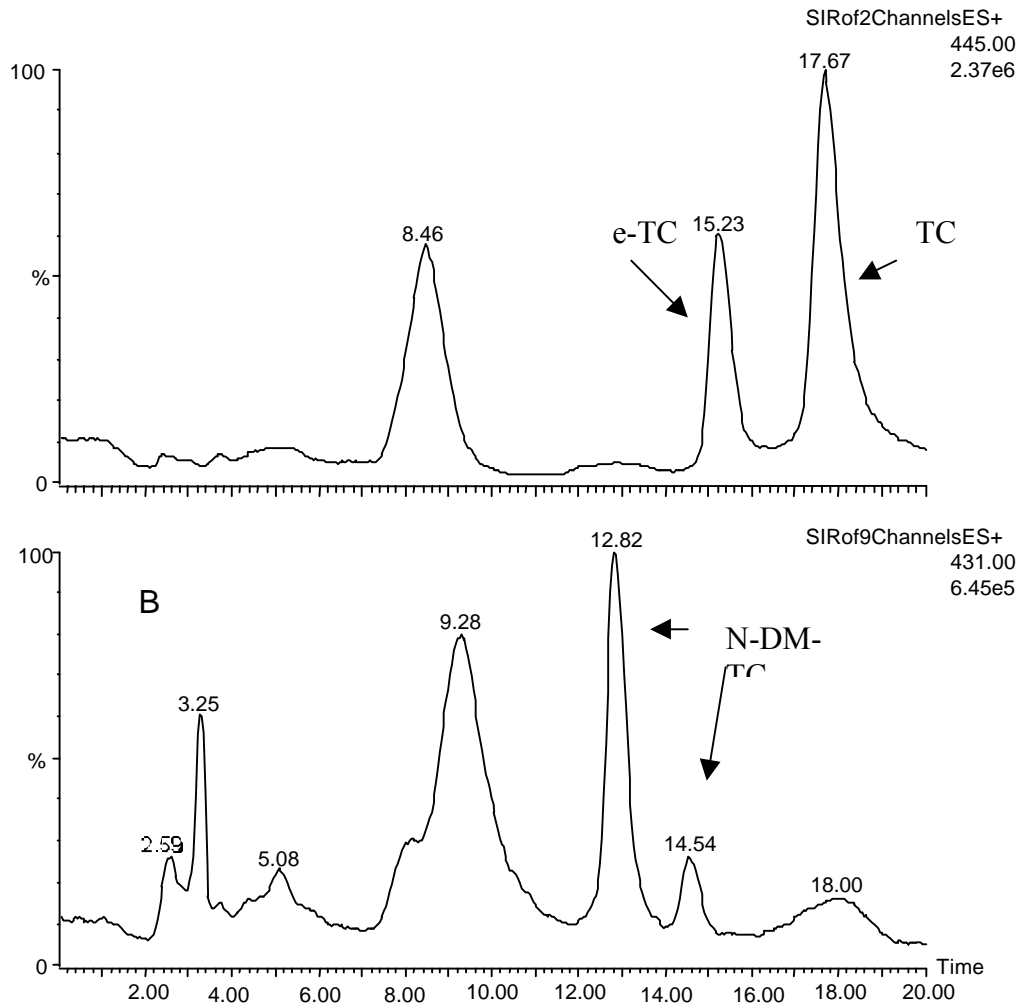 SIRof2ChannelsES+
445.00
2.37e6
100
17.67
e-TC
15.23
TC
8.46
%
0
SIRof9ChannelsES+
431.00
6.45e5
100
12.82
B
9.28
N-DM-
TC
3.25
%
2.59
5.08
14.54
18.00
0
Time
2.00 4.00 6.00 8.00 10.00 12.00 14.00 16.00 18.00 20.00